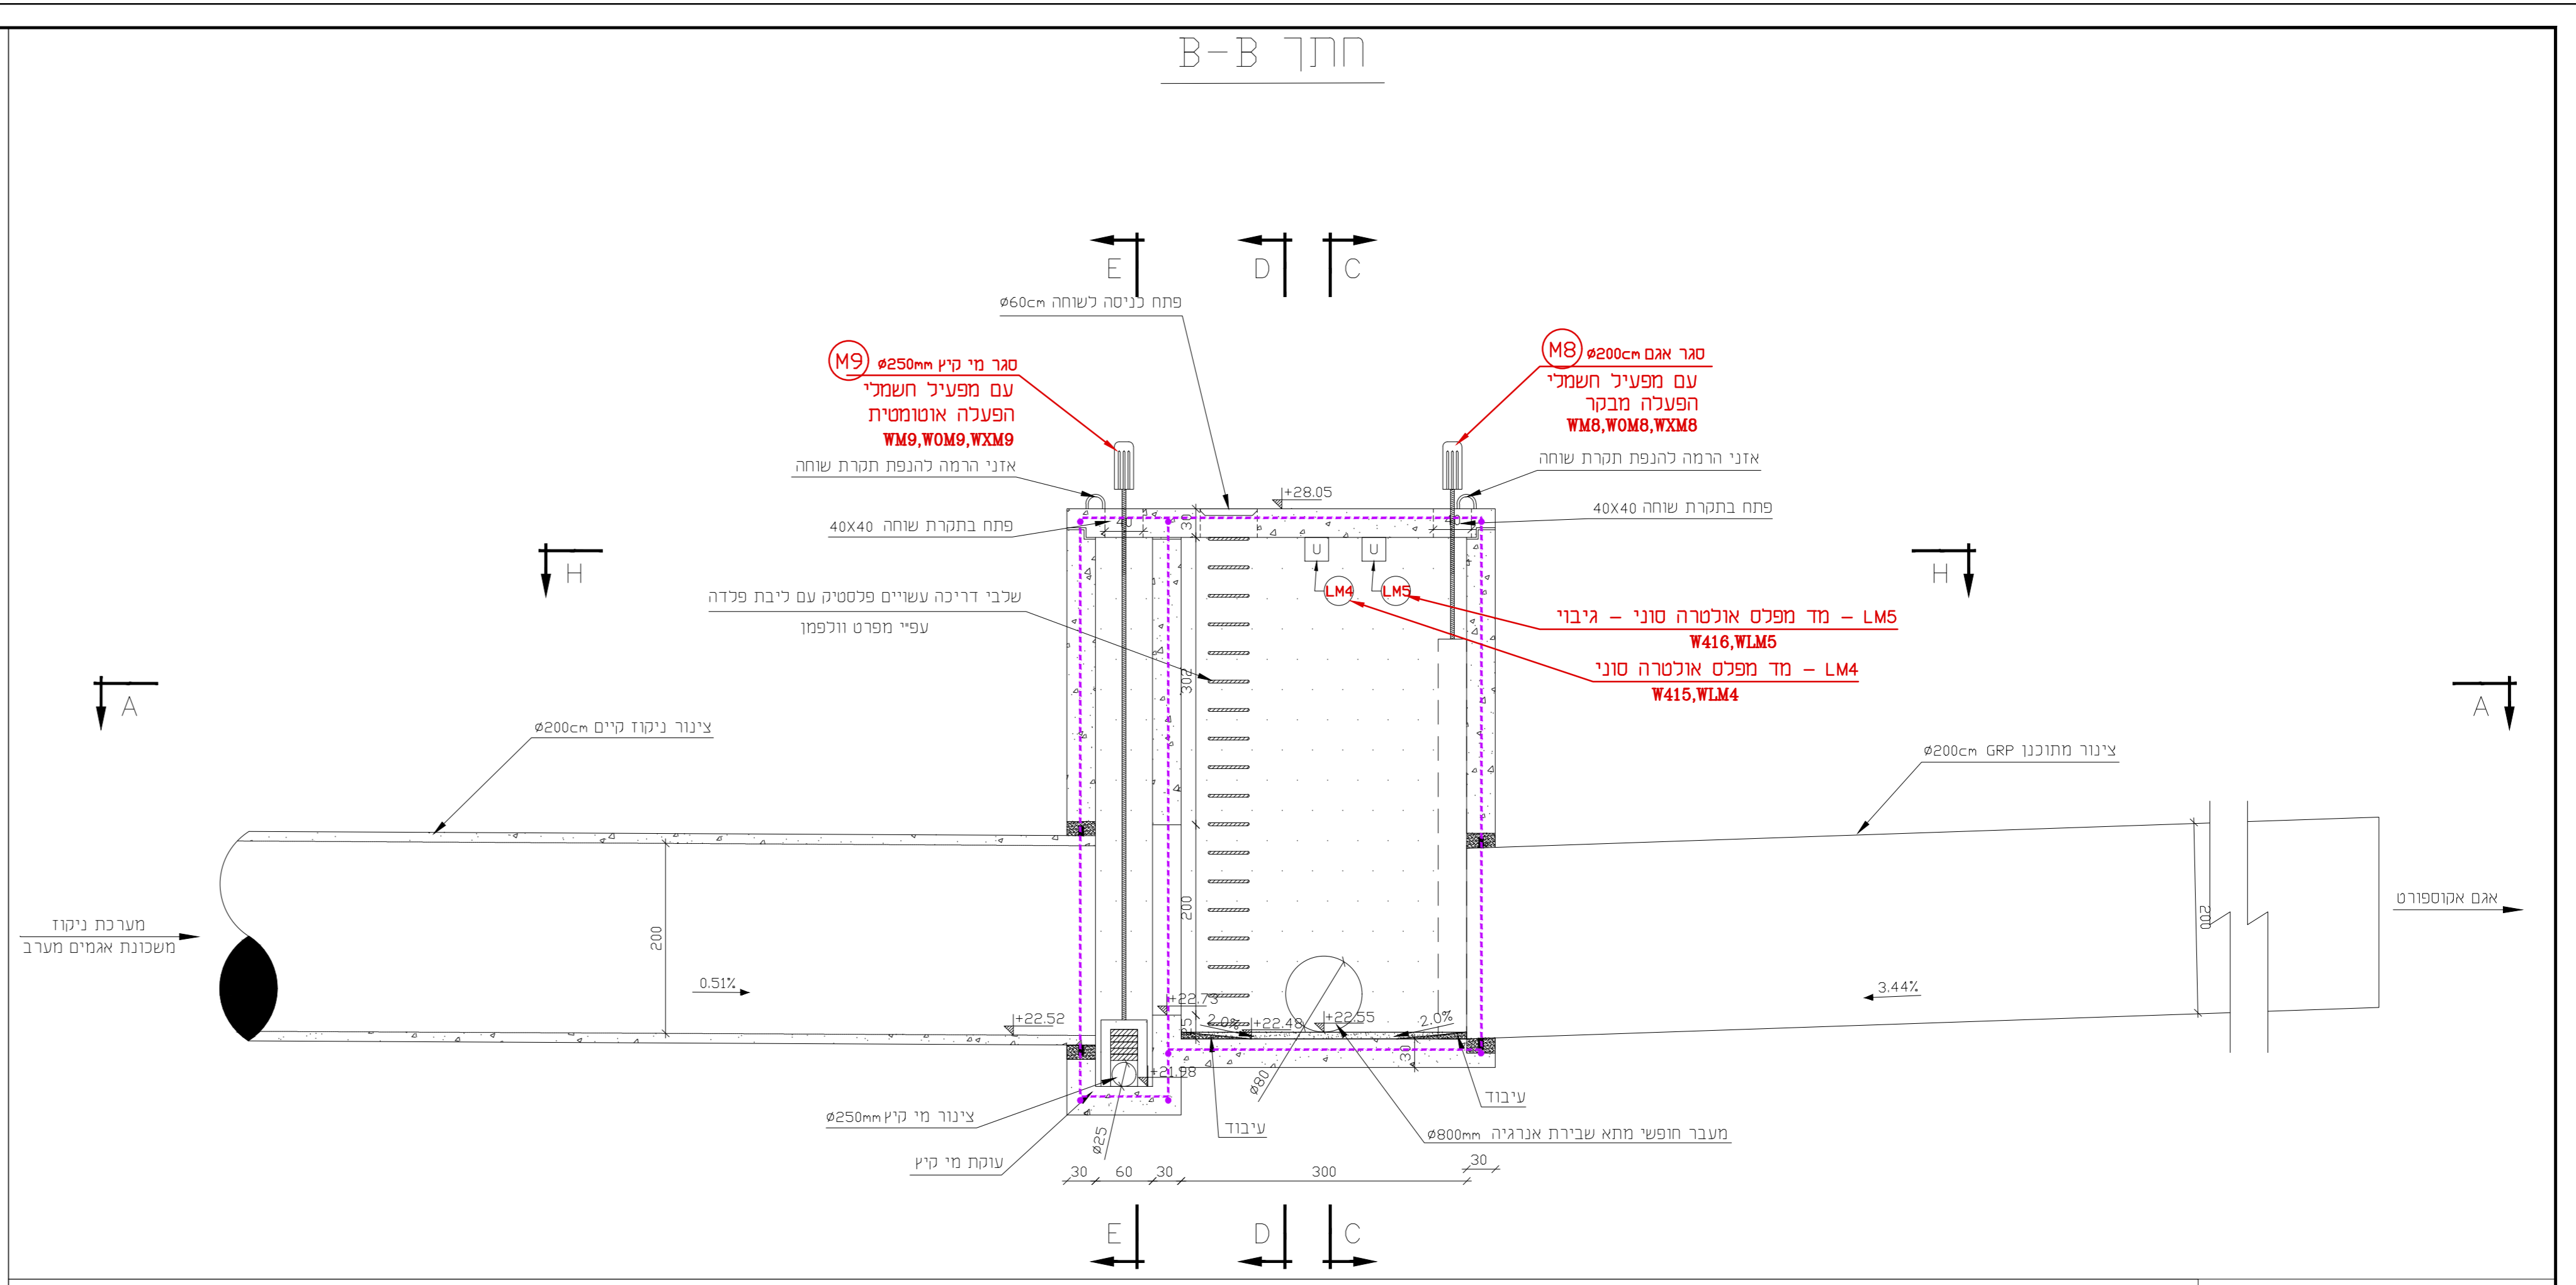 חתך B-B
E
D
C
פתח כניסה לשוחה Ø60cm
M9
סגר מי קיץ Ø250mm
עם מפעיל חשמלי
הפעלה אוטומטית
WM9,WOM9,WXM9
M8
סגר אגם Ø200cm
עם מפעיל חשמלי
הפעלה מבקר
WM8,WOM8,WXM8
אזני הרמה להנפת תקרת שוחה
אזני הרמה להנפת תקרת שוחה
+28.05
פתח בתקרת שוחה 40X40
40
30
40
פתח בתקרת שוחה 40X40
H
H
U
U
LM4
LM5
שלבי דריכה עשויים פלסטיק עם ליבת פלדה
עפ״י מפרט וולפמן
LM5 - מד מפלס אולטרה סוני - גיבוי
W416,WLM5
LM4 - מד מפלס אולטרה סוני
W415,WLM4
302
A
A
צינור ניקוז קיים Ø200cm
צינור מתוכנן GRP Ø200cm
מערכת ניקוז
משכונת אגמים מערב
200
200
200
אגם אקוספורט
0.51%
3.44%
+22.52
+22.73
25
2.0%
+22.48
+22.55
2.0%
30
+21.98
Ø80
צינור מי קיץ Ø250mm
Ø25
עוקת מי קיץ
עיבוד
עיבוד
מעבר חופשי מתא שבירת אנרגיה Ø800mm
30
60
30
300
30
E
D
C